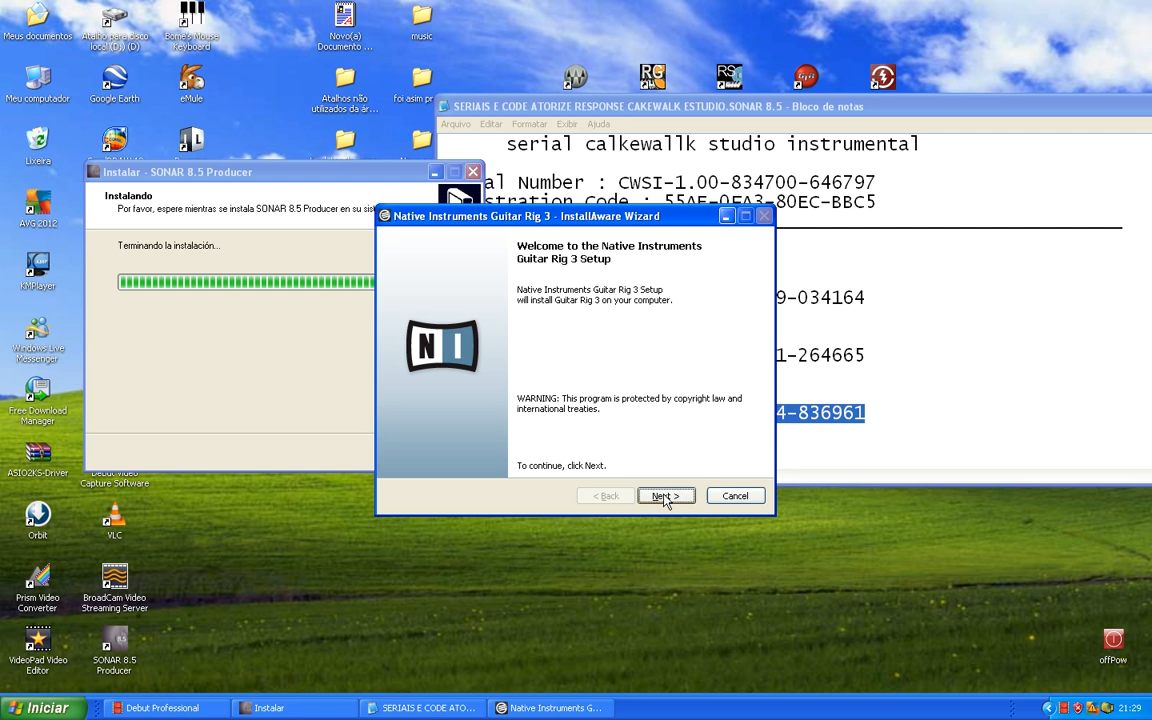 Meus documentos
Atalho para disco
local (D;) (D)
Bome's Mouse
Keyboard
Novo(a)
Documento ...
music
Meu computador
Google Earth
eMule
Atalhos não
utilizados da ár...
foi asim pr
RG
RS
SERIAIS E CODE ATORIZE RESPONSE CAKEWALK ESTUDIO.SONAR 8.5 - Bloco de notas
Arquivo Editar Formatar Exibir Ajuda
serial calkewallk studio instrumental
al Number : CWSI-1.00-834700-646797
stration Code : 55AE-0FA3-80EC-BBC5
9-034164
1-264665
4-836961
Lixeira
Instalar - SONAR 8.5 Producer
Instalando
Por favor, espere mientras se instala SONAR 8.5 Producer en su sist
Terminando la instalación...
Native Instruments Guitar Rig 3 - InstallAware Wizard
Welcome to the Native Instruments
Guitar Rig 3 Setup
Native Instruments Guitar Rig 3 Setup
will install Guitar Rig 3 on your computer.
NI
WARNING: This program is protected by copyright law and
international treaties.
To continue, click Next.
< Back
Next >
Cancel
AVG 2012
KMPlayer
Windows Live
Messenger
Free Download
Manager
ASIO2KS-Driver
Debut Video
Capture Software
Orbit
VLC
Prism Video
Converter
BroadCam Video
Streaming Server
VideoPad Video
Editor
8.5
SONAR 8.5
Producer
offPow
Iniciar
Debut Professional
Instalar
SERIAIS E CODE ATO...
Native Instruments G...
21:29